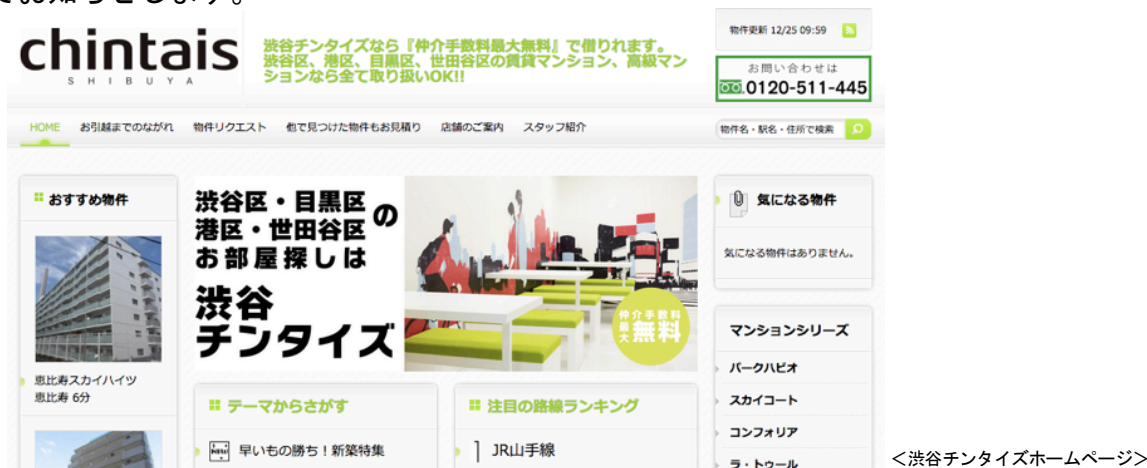 お知らせします。
chintais
SHIBUYA
渋谷チンタイズなら『仲介手数料最大無料』で借りれます。
渋谷区、港区、目黒区、世田谷区の賃貸マンション、高級マン
ションなら全て取り扱いOK!!
物件更新 12/25 09:59
お問い合わせは
0120-511-445
HOME お引越までのながれ 物件リクエスト 他で見つけた物件もお見積り 店舗のご案内 スタッフ紹介
物件名・駅名・住所で検索
おすすめ物件
恵比寿スカイハイツ
恵比寿 6分
渋谷区・目黒区
港区・世田谷区の
お部屋探しは
渋谷
チンタイズ
仲介手数料
最大無料
テーマからさがす
NEW 早いもの勝ち！新築特集
注目の路線ランキング
1 JR山手線
気になる物件
気になる物件はありません。
マンションシリーズ
パークハビオ
スカイコート
コンフォリア
ラ・トゥール
＜渋谷チンタイズホームページ＞